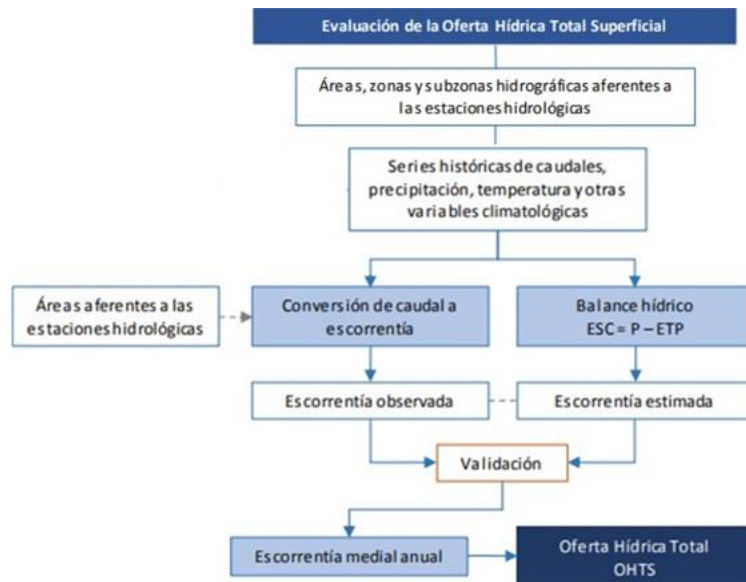 Evaluación de la Oferta Hídrica Total Superficial
Áreas, zonas y subzonas hidrográficas aferentes a
las estaciones hidrológicas
Series históricas de caudales,
precipitación, temperatura y otras
variables climatológicas
Áreas aferentes a las
estaciones hidrológicas
Conversión de caudal a
escorrentía
Balance hídrico
ESC = P – ETP
Escorrentía observada
Escorrentía estimada
Validación
Escorrentía medial anual
Oferta Hídrica Total
OHTS